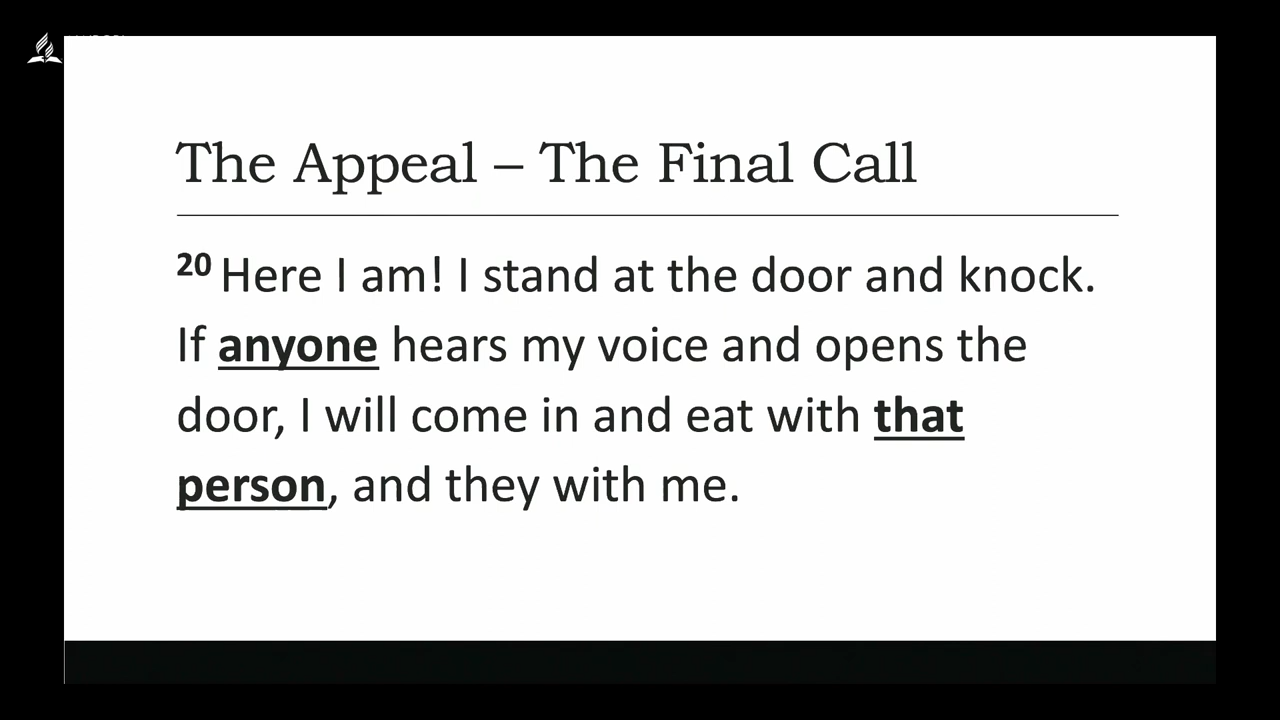 The Appeal – The Final Call
20 Here I am! I stand at the door and knock.
If anyone hears my voice and opens the
door, I will come in and eat with that
person, and they with me.